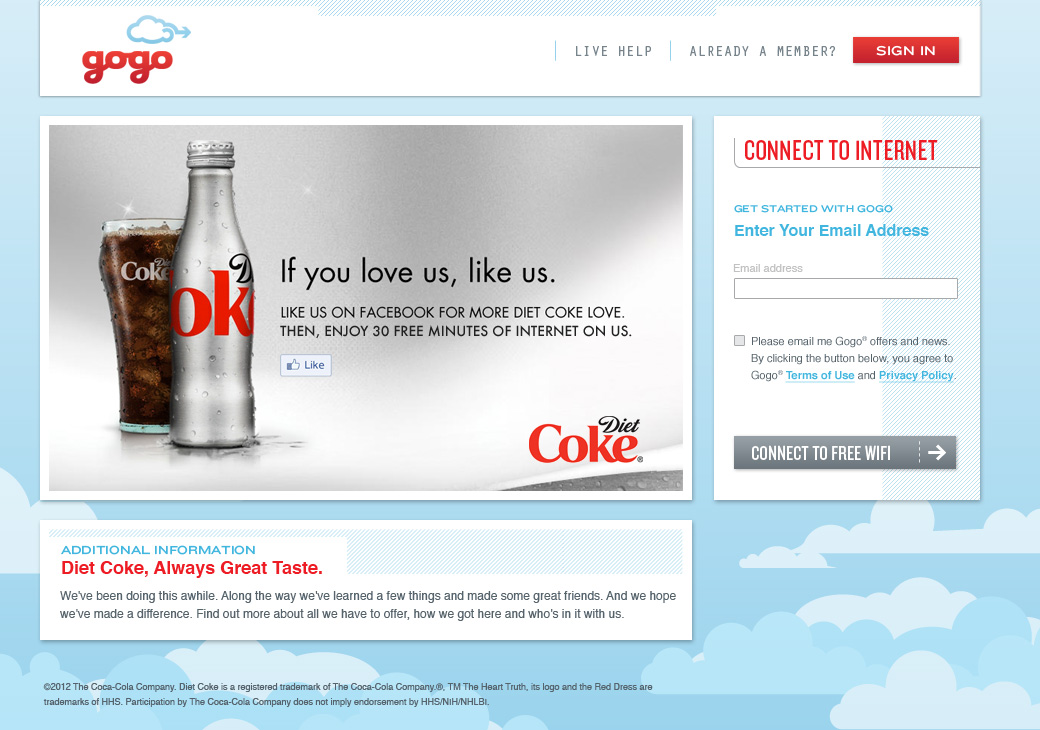 gogo
LIVE HELP
ALREADY A MEMBER?
SIGN IN
Diet
Coke
Diet
Coke
If you love us, like us.
LIKE US ON FACEBOOK FOR MORE DIET COKE LOVE.
THEN, ENJOY 30 FREE MINUTES OF INTERNET ON US.
Like
Diet
Coke®
CONNECT TO INTERNET
GET STARTED WITH GOGO
Enter Your Email Address
Email address
Please email me Gogo® offers and news.
By clicking the button below, you agree to
Gogo® Terms of Use and Privacy Policy.
CONNECT TO FREE WIFI
ADDITIONAL INFORMATION
Diet Coke, Always Great Taste.
We've been doing this awhile. Along the way we've learned a few things and made some great friends. And we hope
we've made a difference. Find out more about all we have to offer, how we got here and who's in it with us.
©2012 The Coca-Cola Company. Diet Coke is a registered trademark of The Coca-Cola Company.®, TM The Heart Truth, its logo and the Red Dress are
trademarks of HHS. Participation by The Coca-Cola Company does not imply endorsement by HHS/NIH/NHLBI.